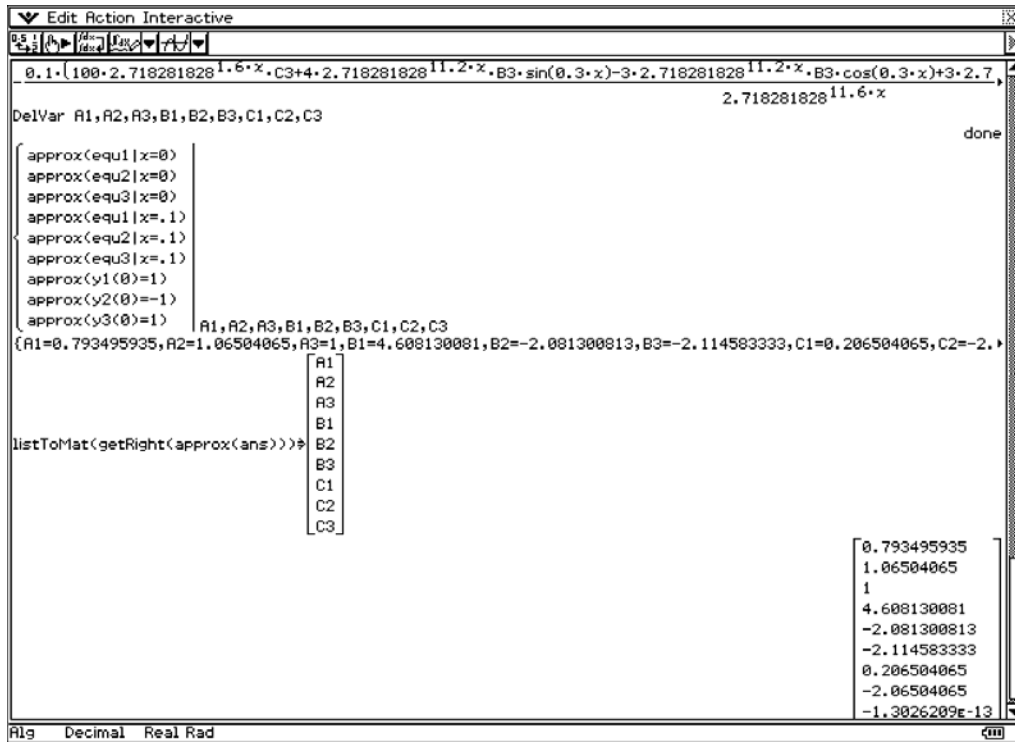 Edit Action Interactive
0.1·(100·2.718281828^1.6·x·C3+4·2.718281828^11.2·x·B3·sin(0.3·x)-3·2.718281828^11.2·x·B3·cos(0.3·x)+3·2.7
2.718281828^11.6·x
DelVar A1,A2,A3,B1,B2,B3,C1,C2,C3
done
approx(equ1|x=0)
approx(equ2|x=0)
approx(equ3|x=0)
approx(equ1|x=.1)
approx(equ2|x=.1)
approx(equ3|x=.1)
approx(y1(0)=1)
approx(y2(0)=-1)
approx(y3(0)=1)
A1,A2,A3,B1,B2,B3,C1,C2,C3
{A1=0.793495935,A2=1.06504065,A3=1,B1=4.608130081,B2=-2.081300813,B3=-2.114583333,C1=0.206504065,C2=-2.
listToMat(getRight(approx(ans)))⇒
A1
A2
A3
B1
B2
B3
C1
C2
C3
0.793495935
1.06504065
1
4.608130081
-2.081300813
-2.114583333
0.206504065
-2.06504065
-1.3026209E-13
Alg Decimal Real Rad